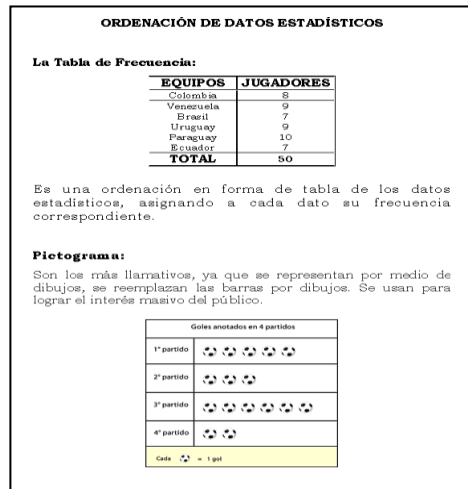 ORDENACIÓN DE DATOS ESTADÍSTICOS
La Tabla de Frecuencia:
EQUIPOS JUGADORES
Colombia 8
Venezuela 9
Brasil 7
Uruguay 9
Paraguay 10
Ecuador 7
TOTAL 50
Es una ordenación en forma de tabla de los datos
estadísticos, asignando a cada dato su frecuencia
correspondiente.
Pictograma:
Son los más llamativos, ya que se representan por medio de
dibujos, se reemplazan las barras por dibujos. Se usan para
lograr el interés masivo del público.
Goles anotados en 4 partidos
1º partido
2º partido
3º partido
4º partido
Cada = 1 gol